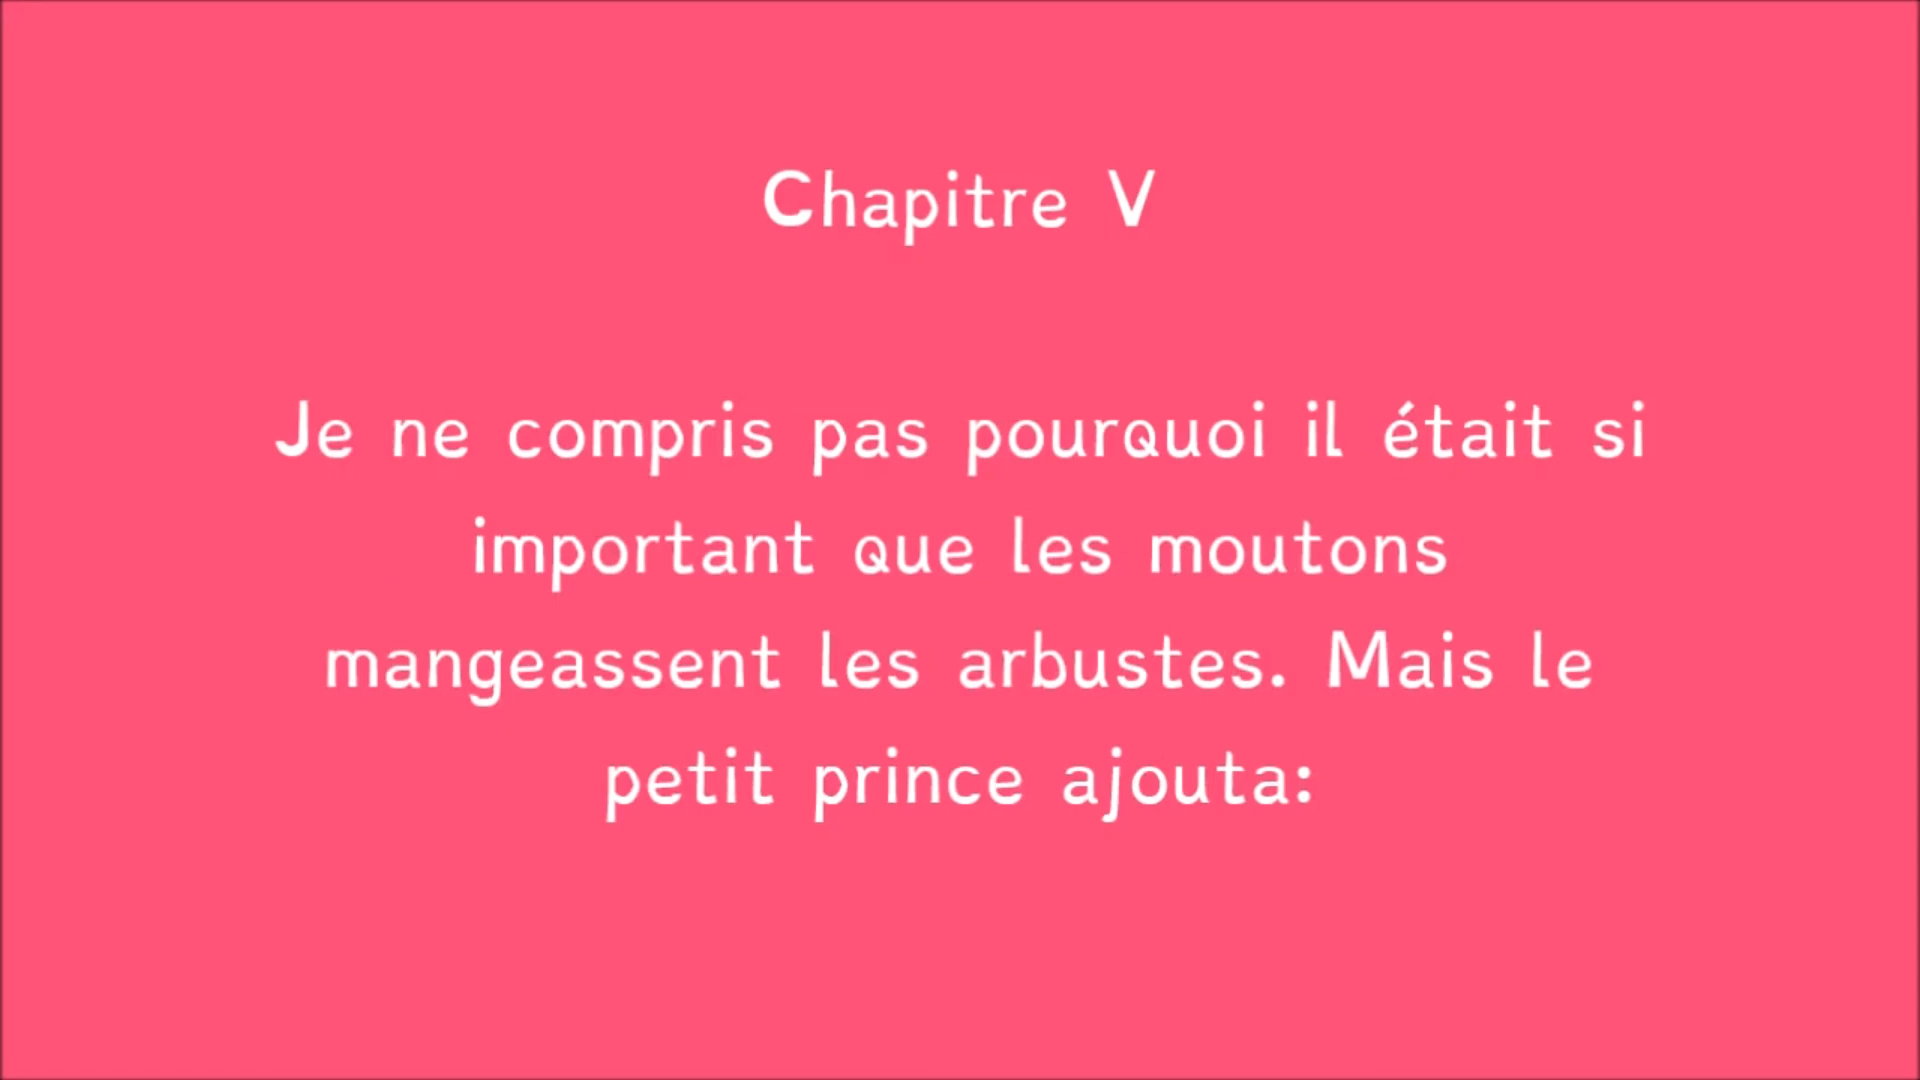 Chapitre V
Je ne compris pas pourquoi il était si
important que les moutons
mangeassent les arbustes. Mais le
petit prince ajouta: